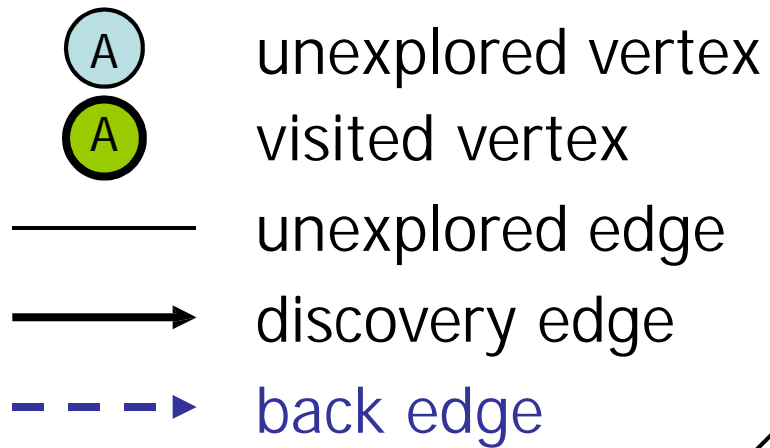 A unexplored vertex
A visited vertex
unexplored edge
discovery edge
back edge